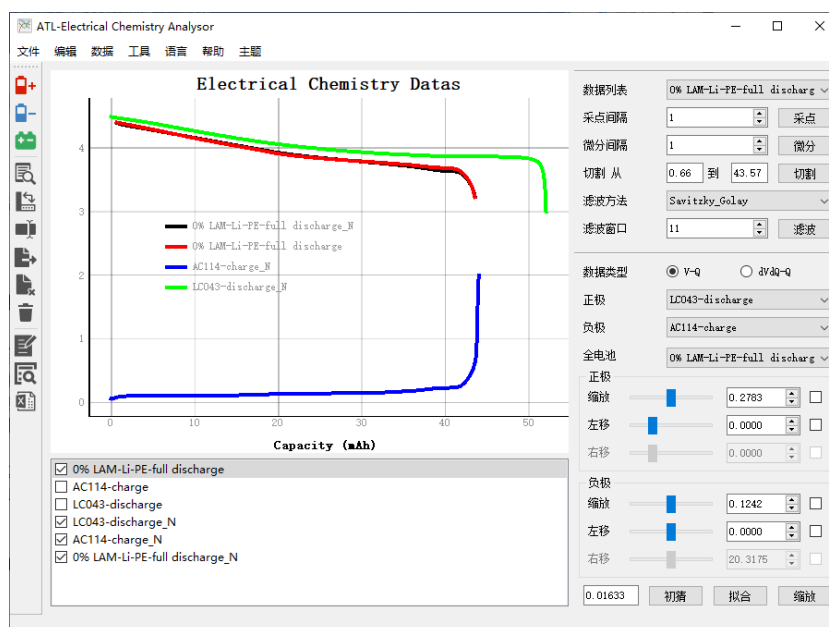 ATL-Electrical Chemistry Analysor
文件 编辑 数据 工具 语言 帮助 主题
Electrical Chemistry Datas
4
3
2
1
0
0% LAM-Li-PE-full discharge_N
0% LAM-Li-PE-full discharge
AC114-charge_N
LC043-discharge_N
0 10 20 30 40 50
Capacity (mAh)
0% LAM-Li-PE-full discharge
AC114-charge
LC043-discharge
LC043-discharge_N
AC114-charge_N
0% LAM-Li-PE-full discharge_N
数据列表 0% LAM-Li-PE-full discharg
采点间隔 1 采点
微分间隔 1 微分
切割 从 0.66 到 43.57 切割
滤波方法 Savitzky_Golay
滤波窗口 11 滤波
数据类型 V-Q dVdQ-Q
正极 LC043-discharge
负极 AC114-charge
全电池 0% LAM-Li-PE-full discharg
正极
缩放 0.2783
左移 0.0000
右移 0.0000
负极
缩放 0.1242
左移 0.0000
右移 20.3175
0.01633 初猜 拟合 缩放